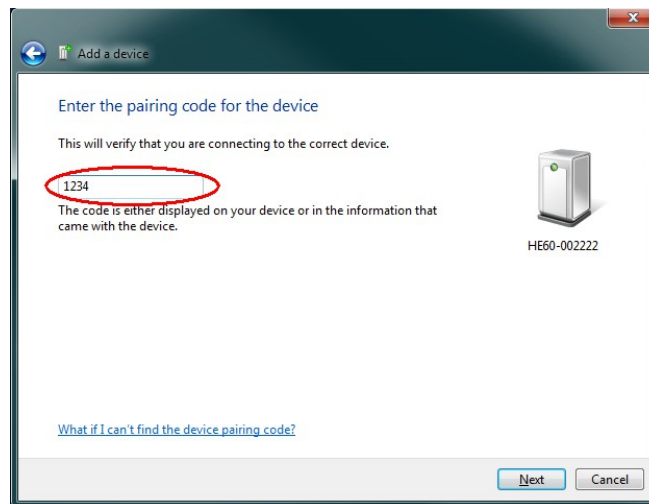 Add a device
Enter the pairing code for the device
This will verify that you are connecting to the correct device.
1234
The code is either displayed on your device or in the information that
came with the device.
HE60-002222
What if I can't find the device pairing code?
Next
Cancel